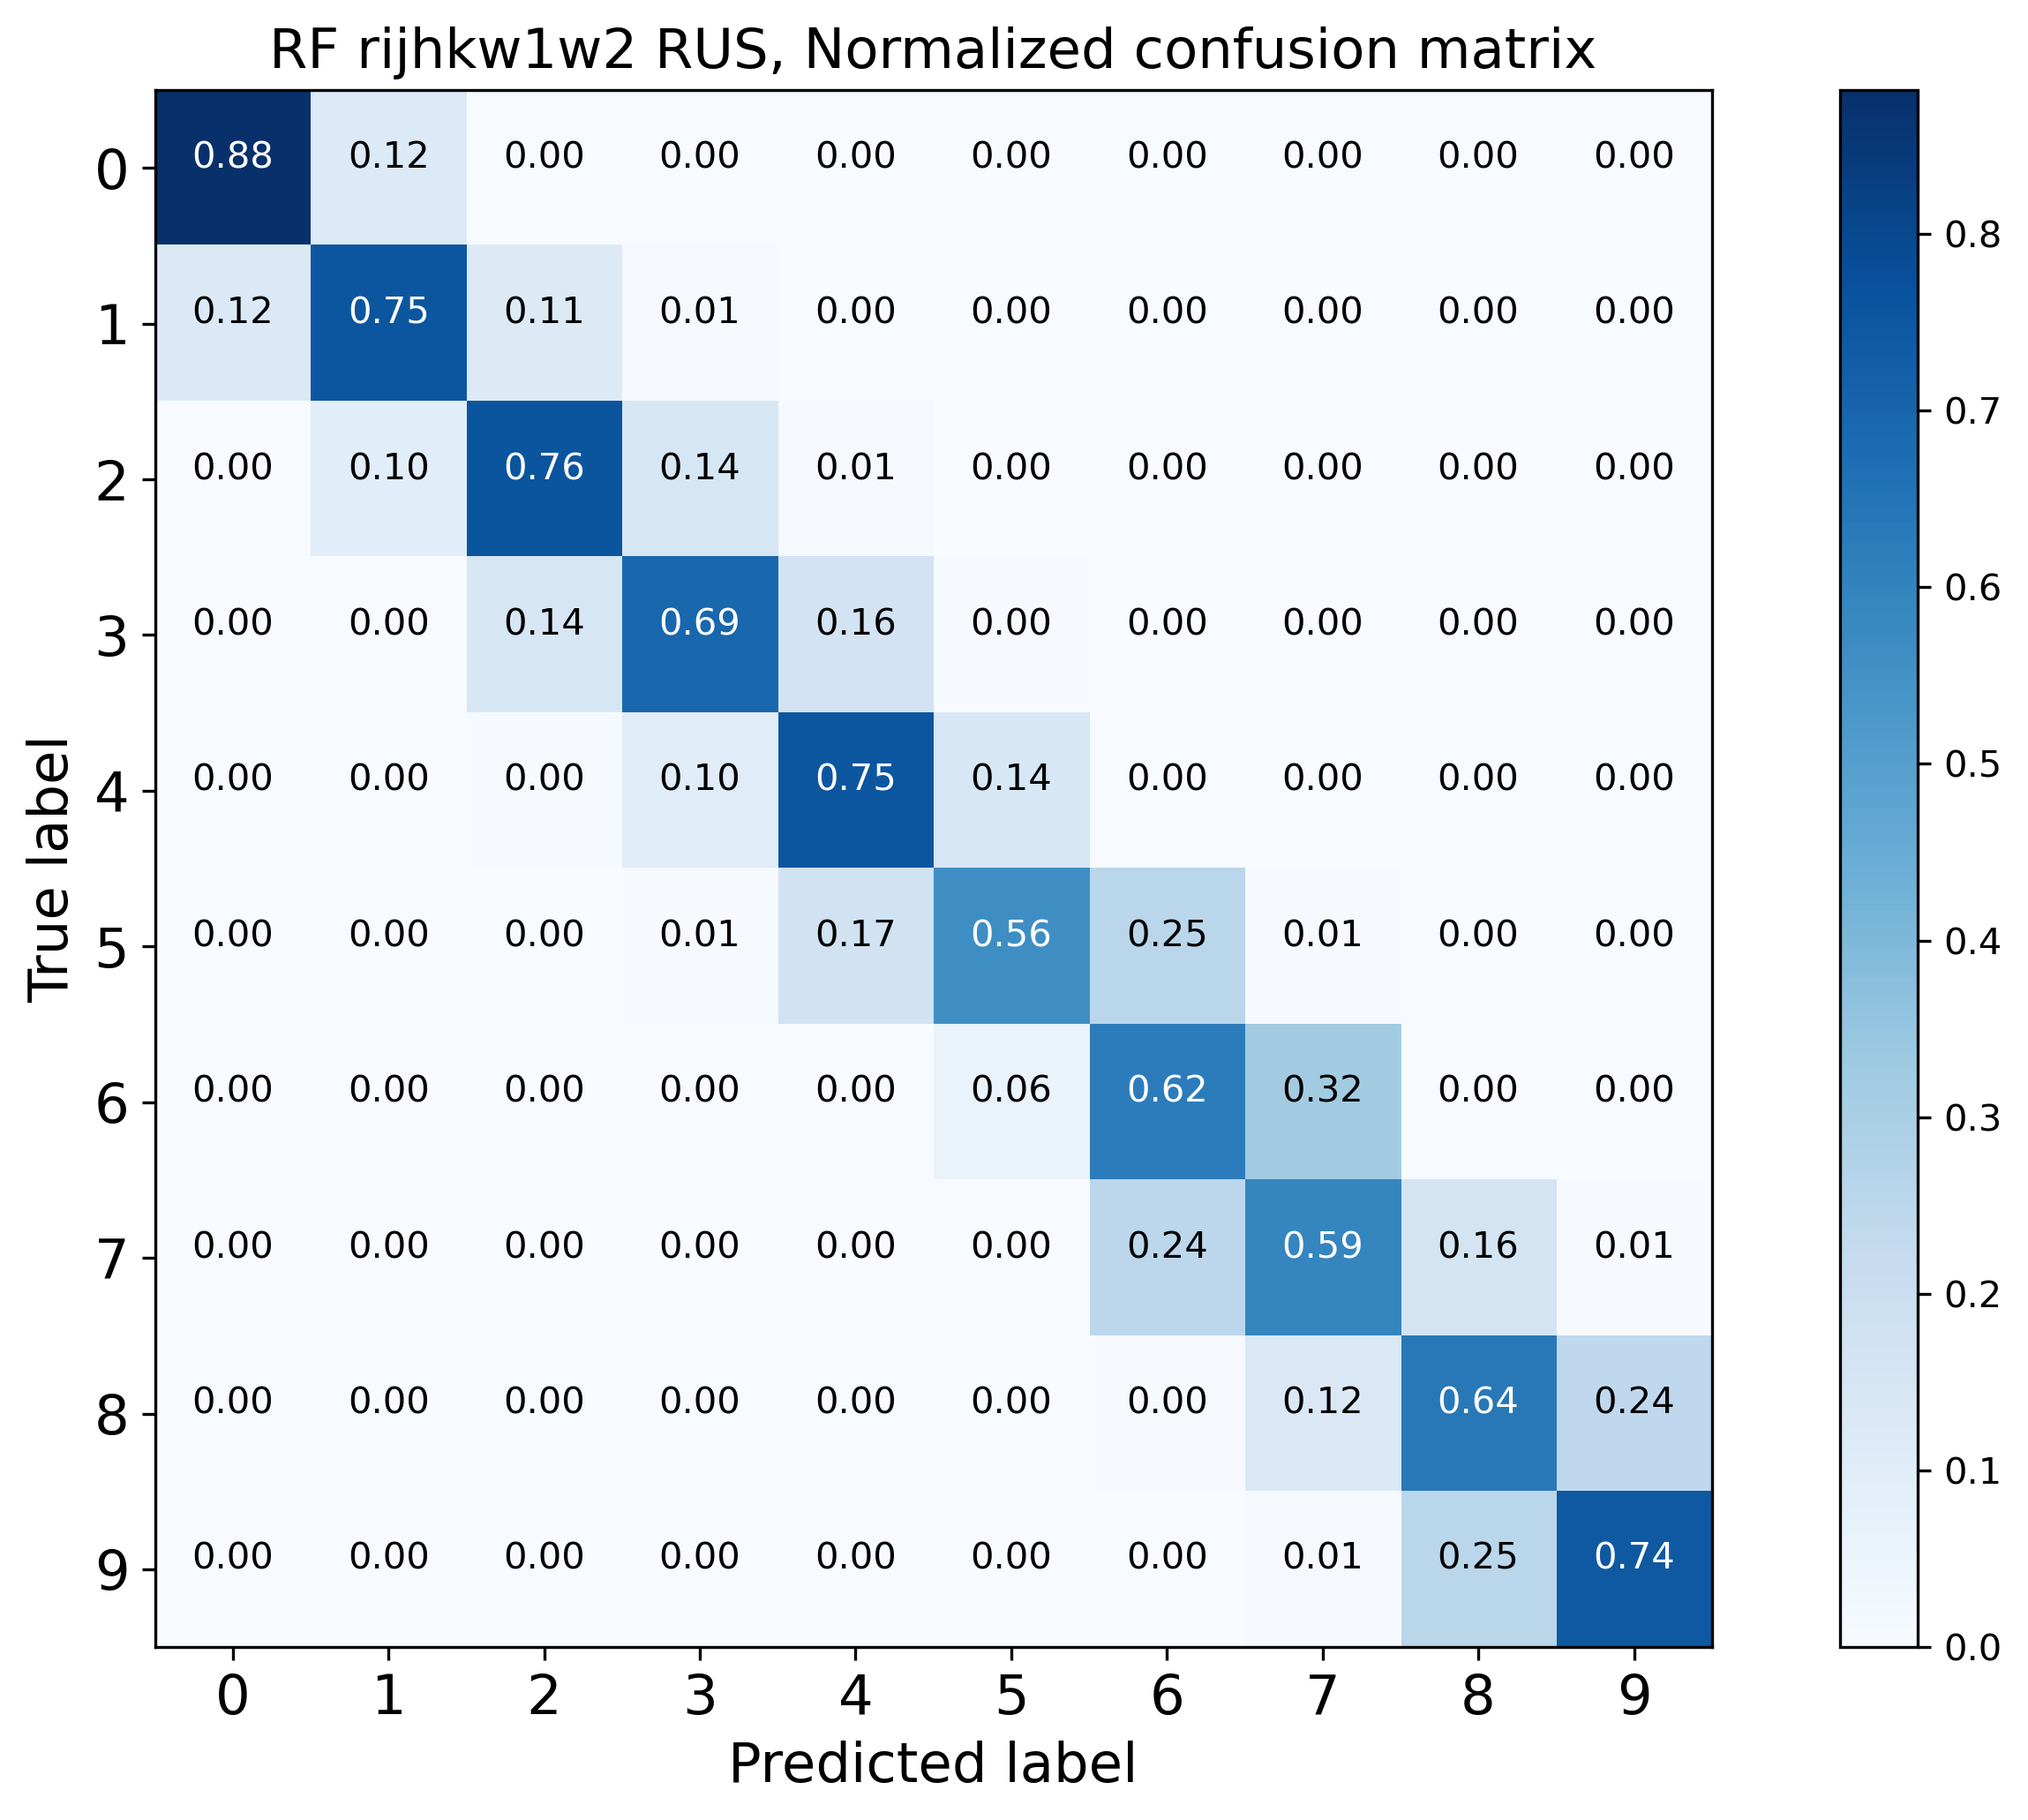 RF rijhkw1w2 RUS, Normalized confusion matrix
0 0.88 0.12 0.00 0.00 0.00 0.00 0.00 0.00 0.00 0.00
1 0.12 0.75 0.11 0.01 0.00 0.00 0.00 0.00 0.00 0.00
2 0.00 0.10 0.76 0.14 0.01 0.00 0.00 0.00 0.00 0.00
3 0.00 0.00 0.14 0.69 0.16 0.00 0.00 0.00 0.00 0.00
4 0.00 0.00 0.00 0.10 0.75 0.14 0.00 0.00 0.00 0.00
5 0.00 0.00 0.00 0.01 0.17 0.56 0.25 0.01 0.00 0.00
6 0.00 0.00 0.00 0.00 0.00 0.06 0.62 0.32 0.00 0.00
7 0.00 0.00 0.00 0.00 0.00 0.00 0.24 0.59 0.16 0.01
8 0.00 0.00 0.00 0.00 0.00 0.00 0.00 0.12 0.64 0.24
9 0.00 0.00 0.00 0.00 0.00 0.00 0.00 0.01 0.25 0.74
0 1 2 3 4 5 6 7 8 9
Predicted label
True label
0.8
0.7
0.6
0.5
0.4
0.3
0.2
0.1
0.0